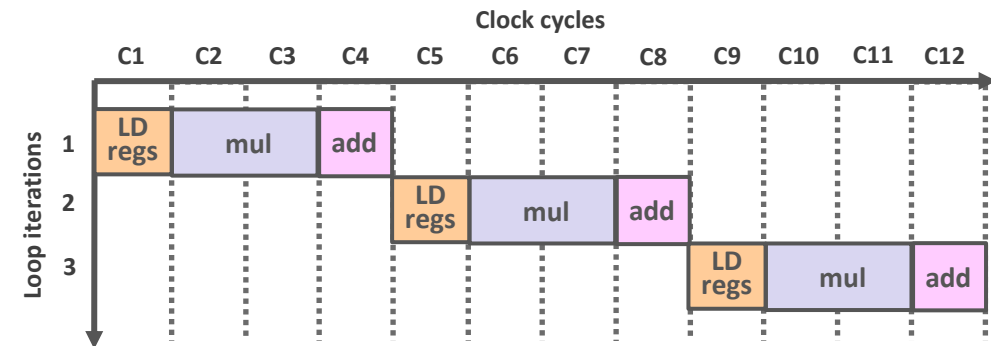 Clock cycles
C1 C2 C3 C4 C5 C6 C7 C8 C9 C10 C11 C12
Loop iterations
1
LD
regs
mul
add
2
LD
regs
mul
add
3
LD
regs
mul
add